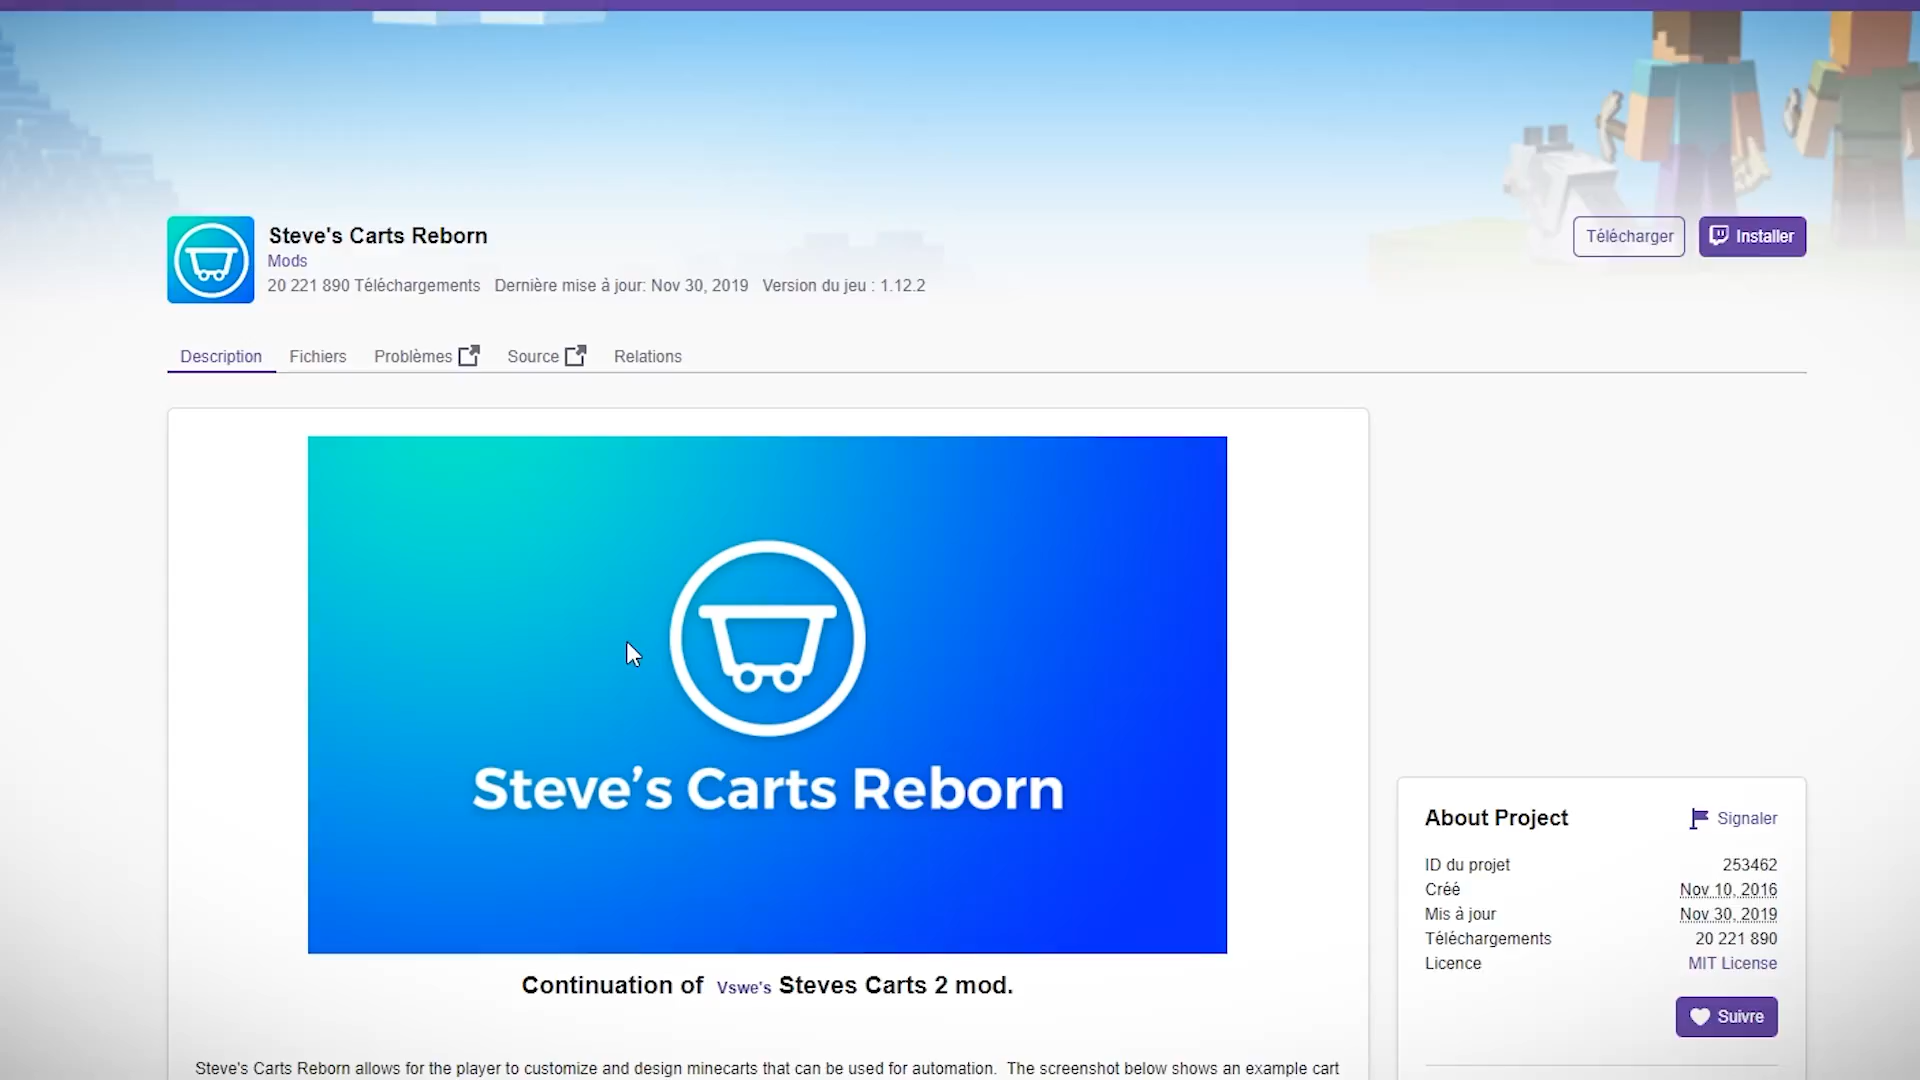 Steve's Carts Reborn
Mods
20 221 890 Téléchargements Dernière mise à jour: Nov 30, 2019 Version du jeu : 1.12.2
Télécharger
Installer
Description Fichiers Problèmes Source Relations
Steve's Carts Reborn
Continuation of Vswe's Steves Carts 2 mod.
Steve's Carts Reborn allows for the player to customize and design minecarts that can be used for automation. The screenshot below shows an example cart
About Project
Signaler
ID du projet 253462
Créé Nov 10, 2016
Mis à jour Nov 30, 2019
Téléchargements 20 221 890
Licence MIT License
Suivre